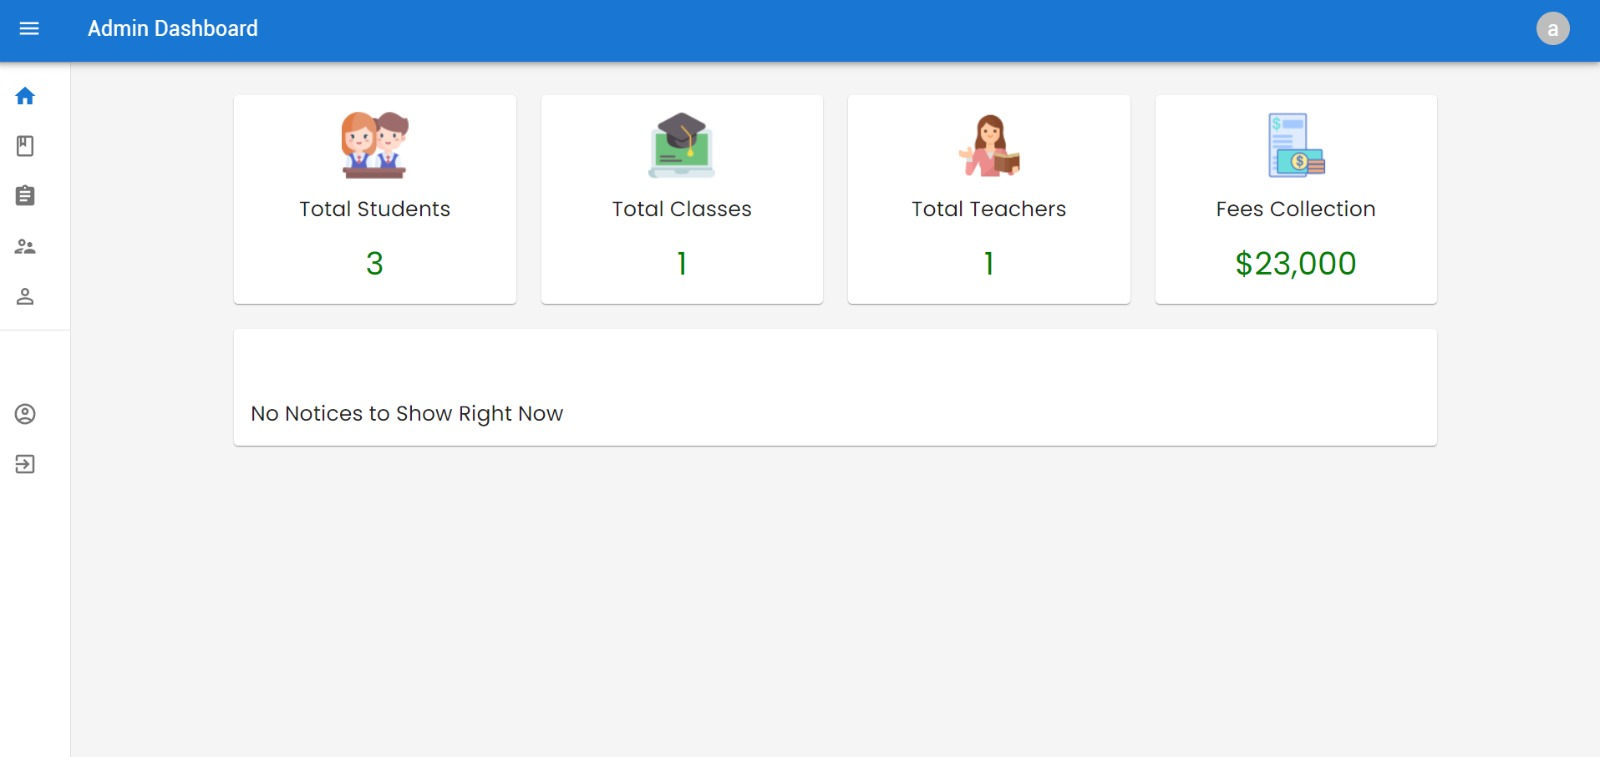 Admin Dashboard
a
Total Students
3
Total Classes
1
Total Teachers
1
$
$
Fees Collection
$23,000
No Notices to Show Right Now